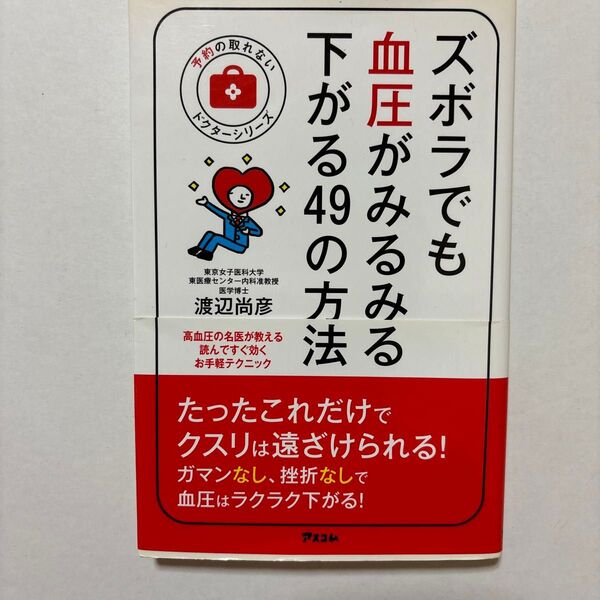 ズボラでも
血圧がみるみる
下がる49の方法
予約の取れない
ドクターシリーズ
東京女子医科大学
東医療センター内科准教授
医学博士
渡辺尚彦
高血圧の名医が教える
読んですぐ効く
お手軽テクニック
たったこれだけで
クスリは遠ざけられる!
ガマンなし、挫折なしで
血圧はラクラク下がる!
アスコム